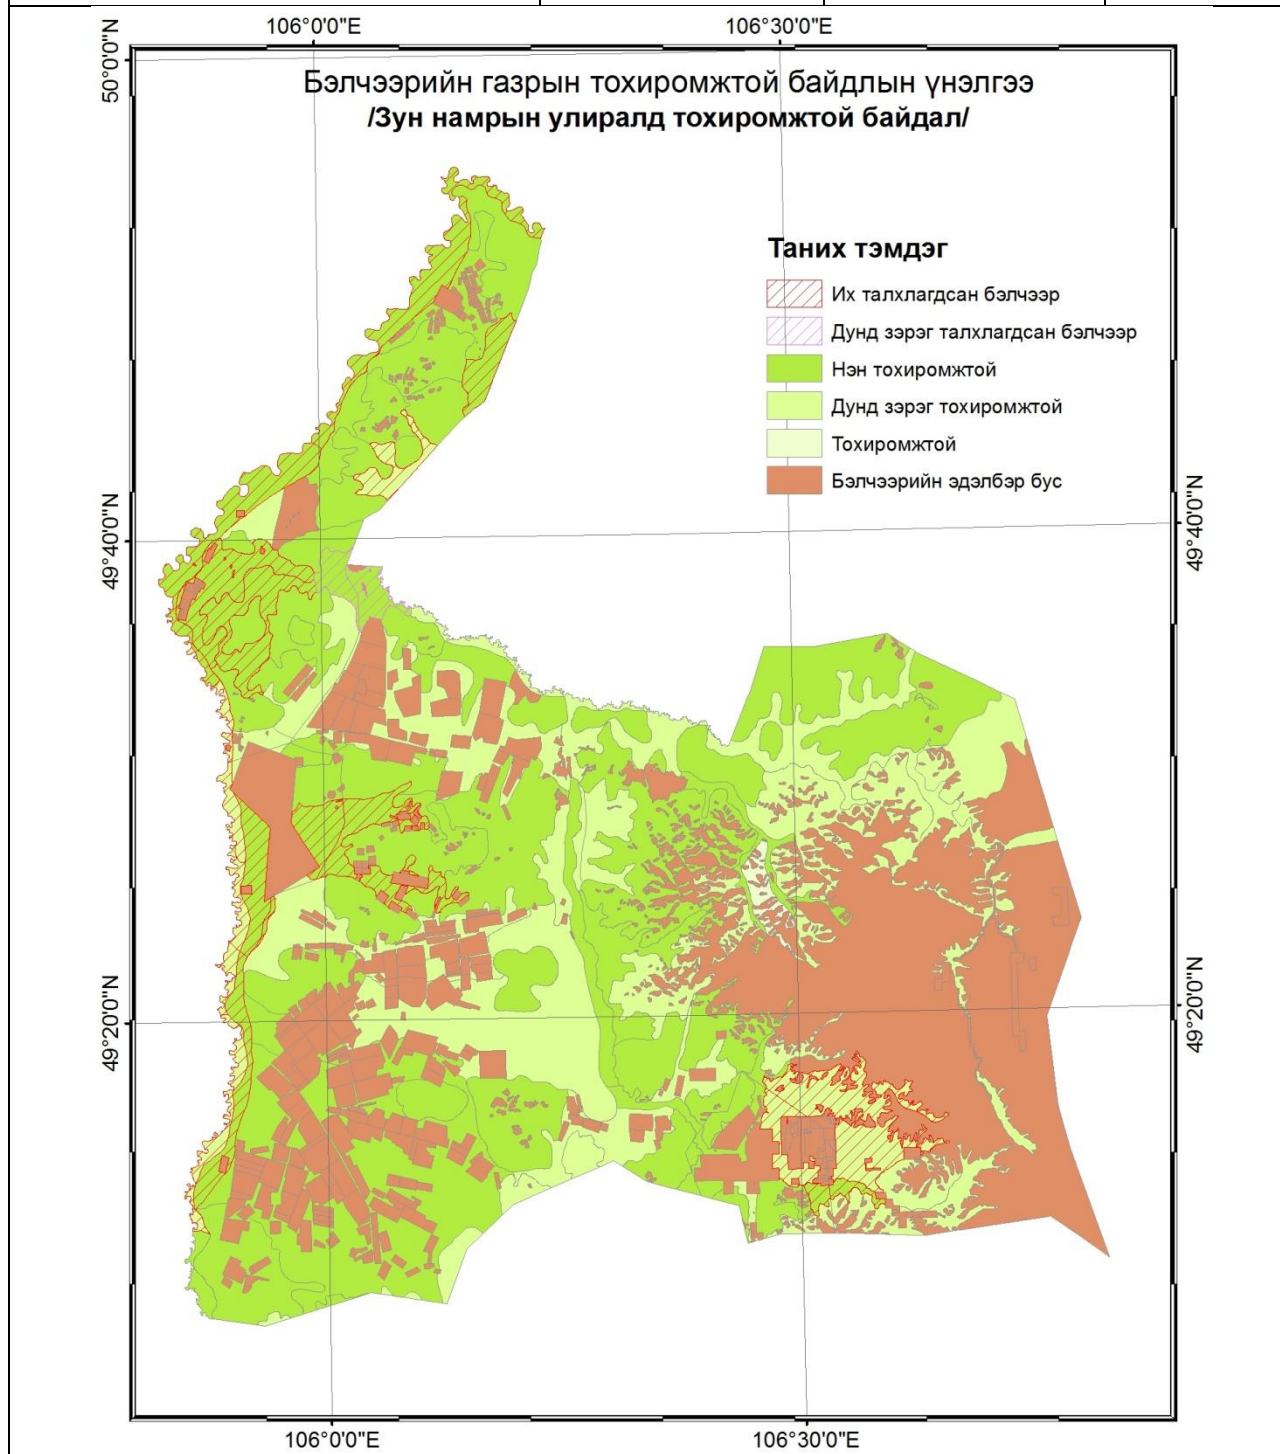 106°0'0"E
106°30'0"E
50°0'0"N
Бэлчээрийн газрын тохиромжтой байдлын үнэлгээ
/Зун намрын улиралд тохиромжтой байдал/
Таних тэмдэг
Их талхлагдсан бэлчээр
Дунд зэрэг талхлагдсан бэлчээр
Нэн тохиромжтой
Дунд зэрэг тохиромжтой
Тохиромжтой
Бэлчээрийн эдэлбэр бус
49°40'0"N
49°40'0"N
49°20'0"N
49°20'0"N
106°0'0"E
106°30'0"E